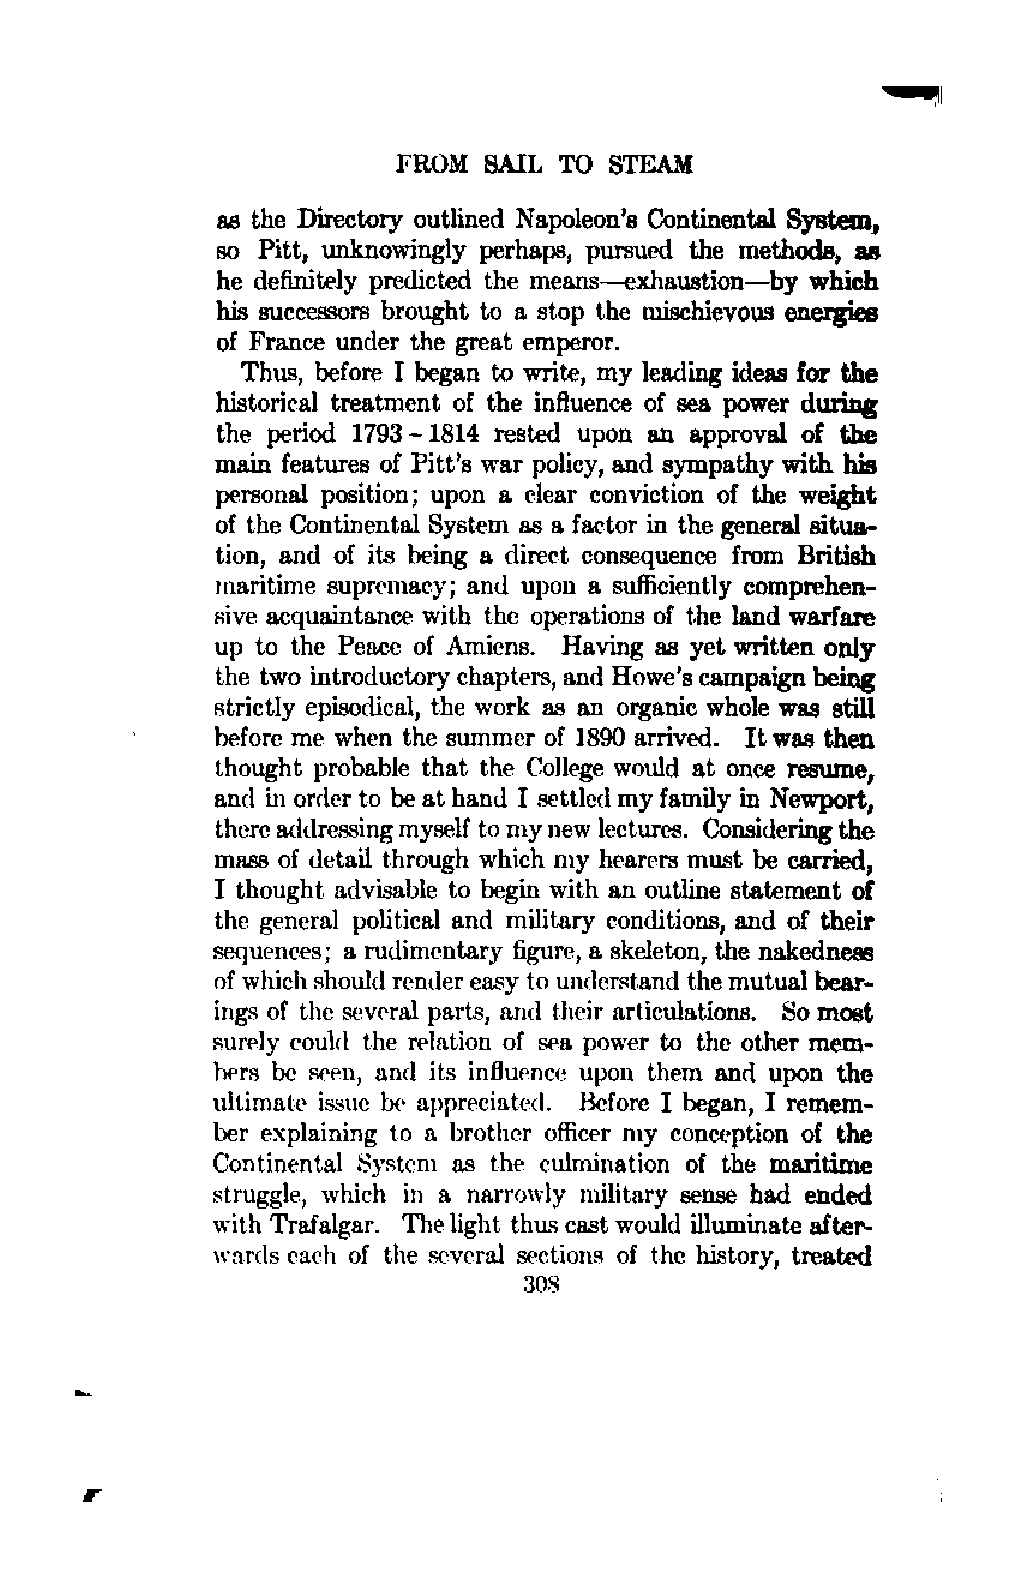 FROM SAIL TO STEAM
as the Directory outlined Napoleon's Continental System,
so Pitt, unknowingly perhaps, pursued the methods, as
he definitely predicted the means—exhaustion—by which
his successors brought to a stop the mischievous energies
of France under the great emperor.
Thus, before I began to write, my leading ideas for the
historical treatment of the influence of sea power during
the period 1793-1814 rested upon an approval of the
main features of Pitt's war policy, and sympathy with his
personal position; upon a clear conviction of the weight
of the Continental System as a factor in the general situa-
tion, and of its being a direct consequence from British
maritime supremacy; and upon a sufficiently comprehen-
sive acquaintance with the operations of the land warfare
up to the Peace of Amiens. Having as yet written only
the two introductory chapters, and Howe's campaign being
strictly episodical, the work as an organic whole was still
before me when the summer of 1890 arrived. It was then
thought probable that the College would at once resume,
and in order to be at hand I settled my family in Newport,
there addressing myself to my new lectures. Considering the
mass of detail through which my hearers must be carried,
I thought advisable to begin with an outline statement of
the general political and military conditions, and of their
sequences; a rudimentary figure, a skeleton, the nakedness
of which should render easy to understand the mutual bear-
ings of the several parts, and their articulations. So most
surely could the relation of sea power to the other mem-
bers be seen, and its influence upon them and upon the
ultimate issue be appreciated. Before I began, I remem-
ber explaining to a brother officer my conception of the
Continental System as the culmination of the maritime
struggle, which in a narrowly military sense had ended
with Trafalgar. The light thus cast would illuminate after-
wards each of the several sections of the history, treated
308